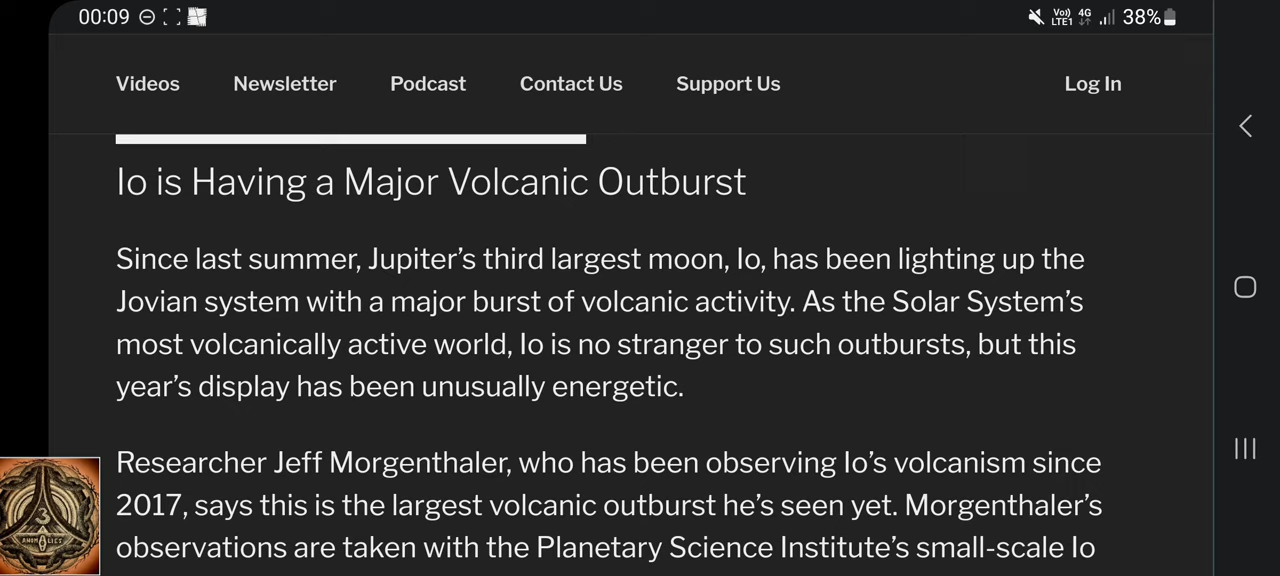 00:09
Vo)) 4G
LTE1
38%
Videos Newsletter Podcast Contact Us Support Us Log In
Io is Having a Major Volcanic Outburst
Since last summer, Jupiter’s third largest moon, Io, has been lighting up the
Jovian system with a major burst of volcanic activity. As the Solar System’s
most volcanically active world, Io is no stranger to such outbursts, but this
year’s display has been unusually energetic.
Researcher Jeff Morgenthaler, who has been observing Io’s volcanism since
2017, says this is the largest volcanic outburst he’s seen yet. Morgenthaler’s
observations are taken with the Planetary Science Institute’s small-scale Io
3